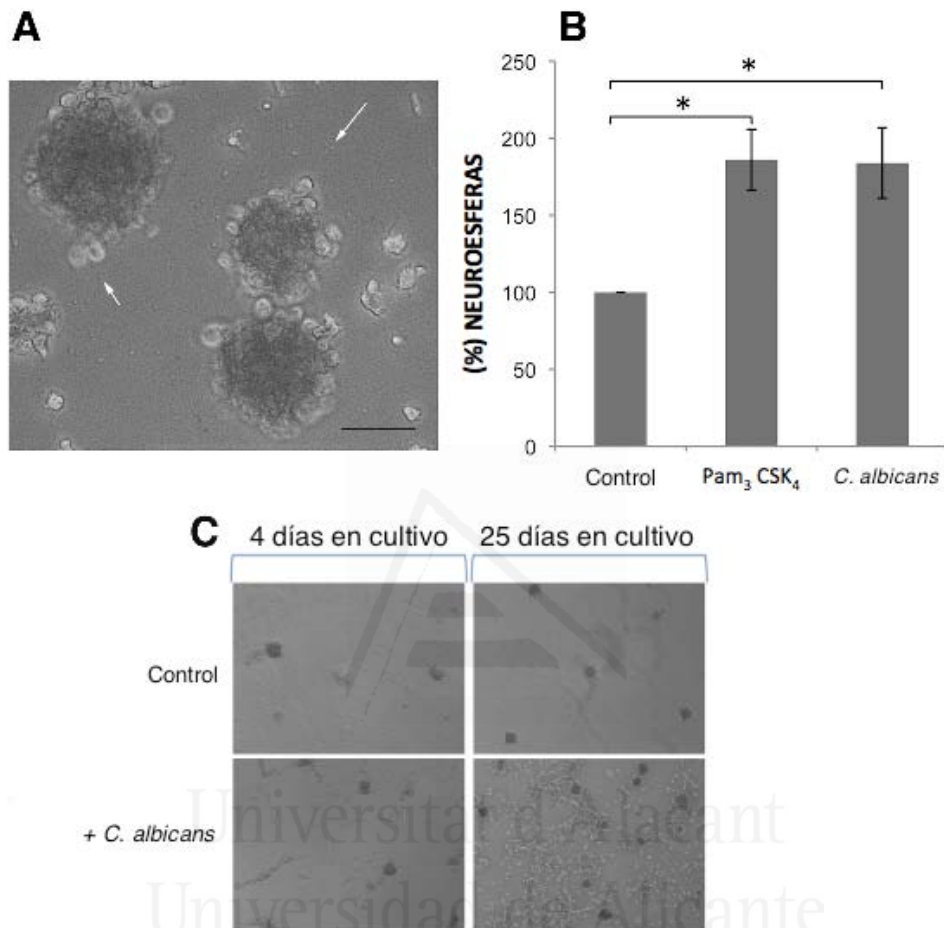 A
B
250
200
150
100
50
0
(%) NEUROESFERAS
*
*
Control
Pam₃ CSK₄
C. albicans
C
4 días en cultivo
25 días en cultivo
Control
+ C. albicans
Universitat d'Alacant
Universidad de Alicante